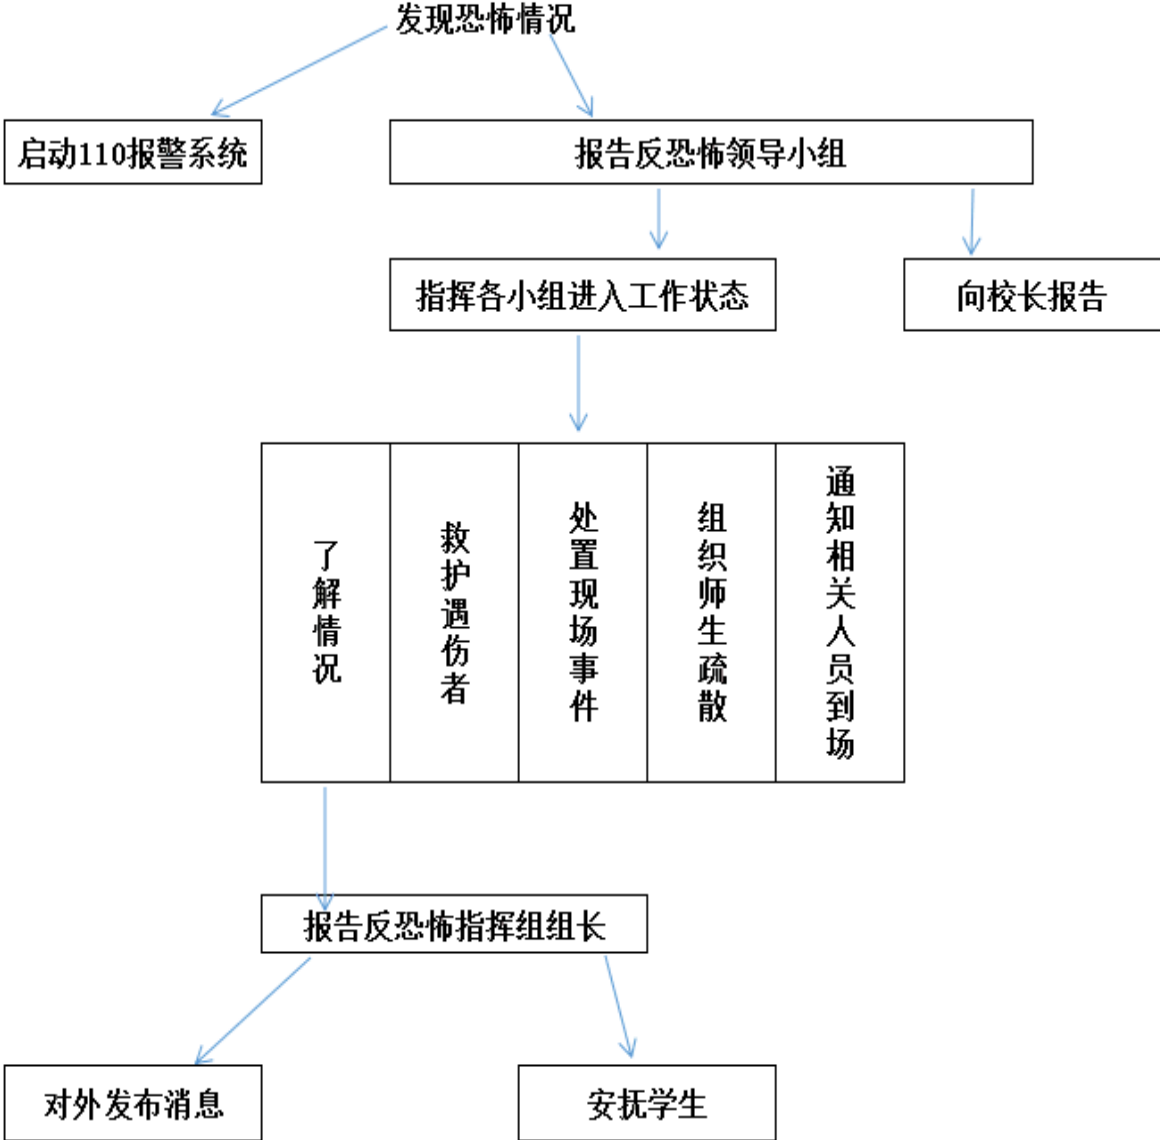 发现恐怖情况
启动110报警系统
报告反恐怖领导小组
指挥各小组进入工作状态
向校长报告
了解情况
救护遇伤者
处置现场事件
组织师生疏散
通知相关人员到场
报告反恐怖指挥组组长
对外发布消息
安抚学生